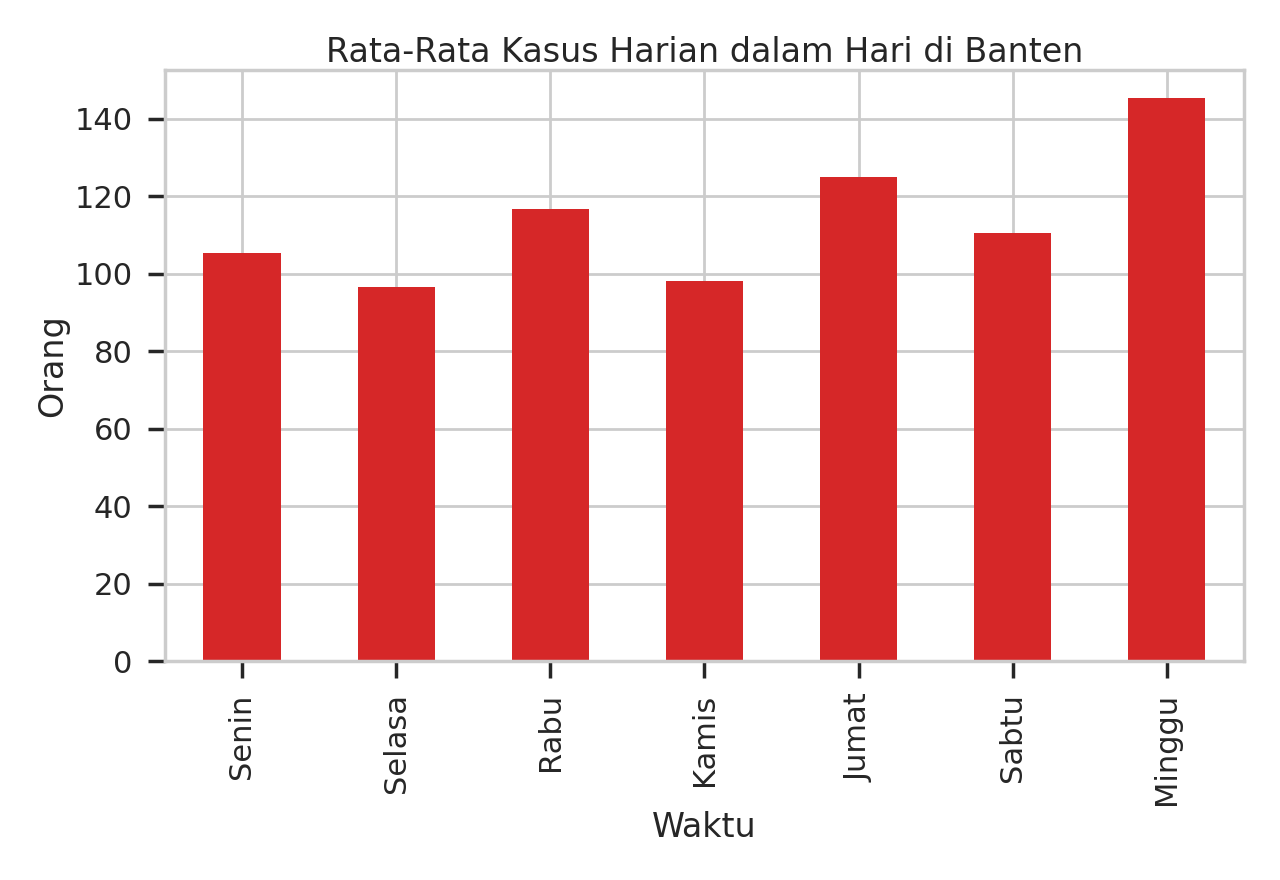 Rata-Rata Kasus Harian dalam Hari di Banten
140
120
100
80
60
40
20
0
Orang
Senin
Selasa
Rabu
Kamis
Jumat
Sabtu
Minggu
Waktu